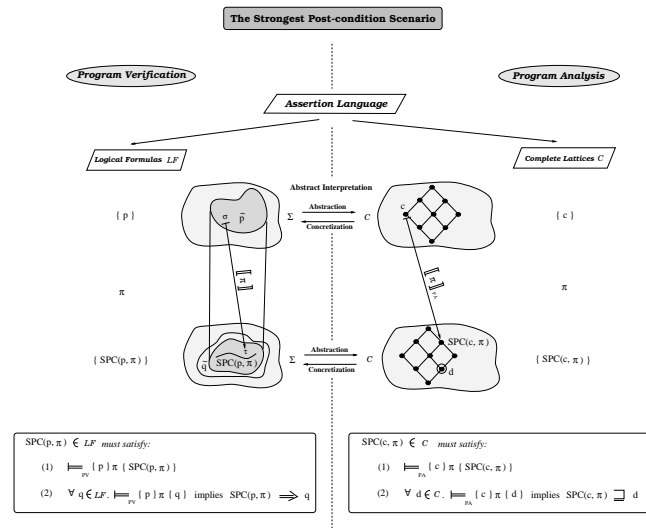 The Strongest Post-condition Scenario
Program Verification
Program Analysis
Assertion Language
Logical Formulas LF
Complete Lattices C
Abstract Interpretation
{ p }
σ p̃
Σ
Abstraction
Concretization
C
c
{ c }
π
[[ π ]]
[[ π ]] PA
π
{ SPC(p, π) }
q̃
τ
SPC(p, π)
Σ
Abstraction
Concretization
C
SPC(c, π)
d
{ SPC(c, π) }
SPC(p, π) ∈ LF must satisfy:
(1) ⊨PV { p } π { SPC(p, π) }
(2) ∀ q ∈ LF. ⊨PV { p } π { q } implies SPC(p, π) ⟹ q
SPC(c, π) ∈ C must satisfy:
(1) ⊨PA { c } π { SPC(c, π) }
(2) ∀ d ∈ C. ⊨PA { c } π { d } implies SPC(c, π) ⊒ d